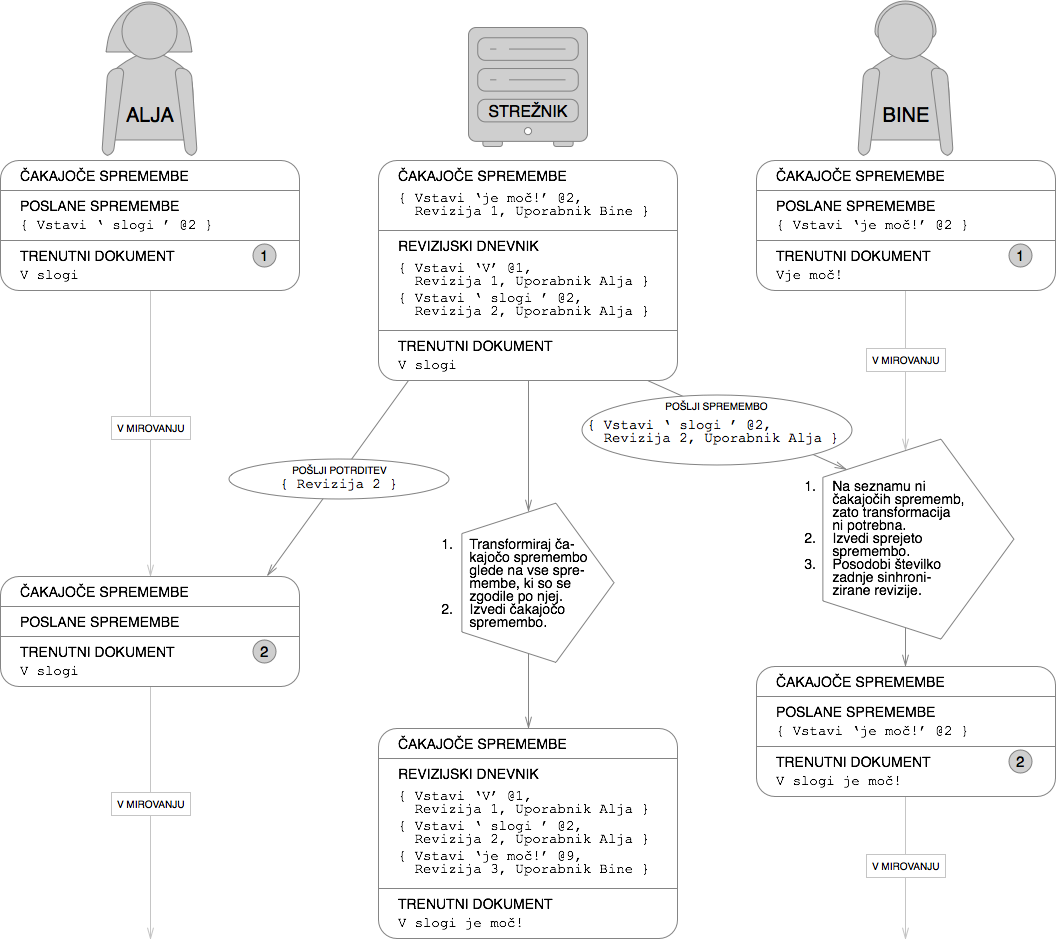 ALJA
STREŽNIK
BINE
ČAKAJOČE SPREMEMBE
POSLANE SPREMEMBE
{ Vstavi ‘ slogi ’ @2 }
TRENUTNI DOKUMENT
1
V slogi
ČAKAJOČE SPREMEMBE
{ Vstavi ‘je moč!’ @2,
Revizija 1, Uporabnik Bine }
REVIZIJSKI DNEVNIK
{ Vstavi ‘V’ @1,
Revizija 1, Uporabnik Alja }
{ Vstavi ‘ slogi ’ @2,
Revizija 2, Uporabnik Alja }
TRENUTNI DOKUMENT
V slogi
ČAKAJOČE SPREMEMBE
POSLANE SPREMEMBE
{ Vstavi ‘je moč!’ @2 }
TRENUTNI DOKUMENT
1
Vje moč!
V MIROVANJU
V MIROVANJU
POŠLJI POTRDITEV
{ Revizija 2 }
POŠLJI SPREMEMBO
{ Vstavi ‘ slogi ’ @2,
Revizija 2, Uporabnik Alja }
1. Transformiraj ča-
kajočo spremembo
glede na vse spre-
membe, ki so se
zgodile po njej.
2. Izvedi čakajočo
spremembo.
1. Na seznamu ni
čakajočih sprememb,
zato transformacija
ni potrebna.
2. Izvedi sprejeto
spremembo.
3. Posodobi številko
zadnje sinhroni-
zirane revizije.
ČAKAJOČE SPREMEMBE
POSLANE SPREMEMBE
TRENUTNI DOKUMENT
2
V slogi
V MIROVANJU
ČAKAJOČE SPREMEMBE
REVIZIJSKI DNEVNIK
{ Vstavi ‘V’ @1,
Revizija 1, Uporabnik Alja }
{ Vstavi ‘ slogi ’ @2,
Revizija 2, Uporabnik Alja }
{ Vstavi ‘je moč!’ @9,
Revizija 3, Uporabnik Bine }
TRENUTNI DOKUMENT
V slogi je moč!
ČAKAJOČE SPREMEMBE
POSLANE SPREMEMBE
{ Vstavi ‘je moč!’ @2 }
TRENUTNI DOKUMENT
2
V slogi je moč!
V MIROVANJU